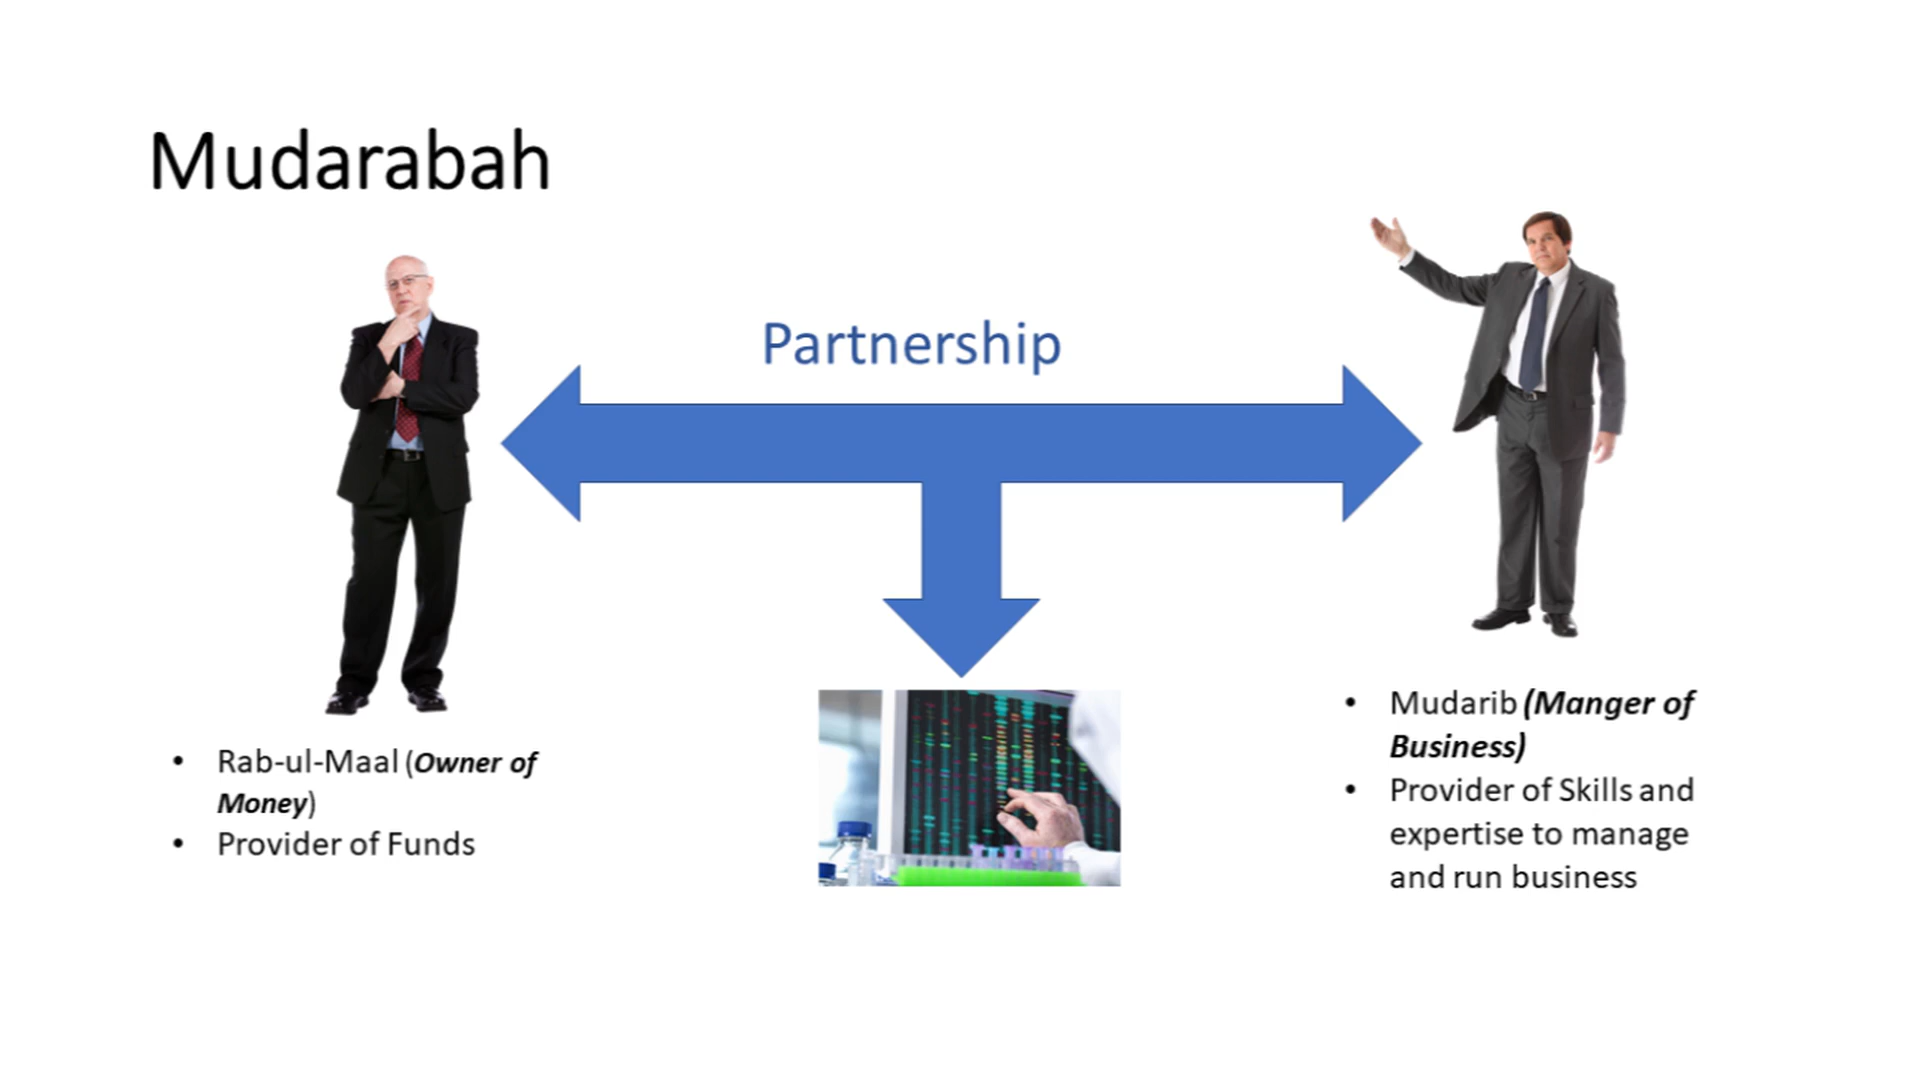 Mudarabah
Partnership
• Rab-ul-Maal (Owner of
Money)
• Provider of Funds
• Mudarib (Manger of
Business)
• Provider of Skills and
expertise to manage
and run business